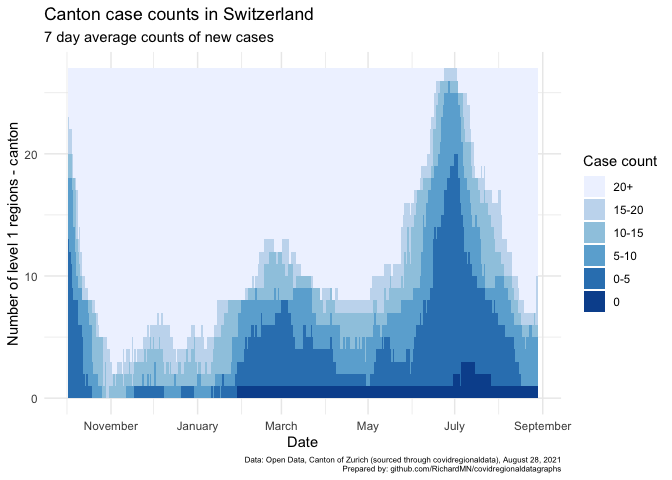 Canton case counts in Switzerland
7 day average counts of new cases
Number of level 1 regions - canton
20
10
0
November January March May July September
Date
Case count
20+
15-20
10-15
5-10
0-5
0
Data: Open Data, Canton of Zurich (sourced through covidregionaldata), August 28, 2021
Prepared by: github.com/RichardMN/covidregionaldatagraphs